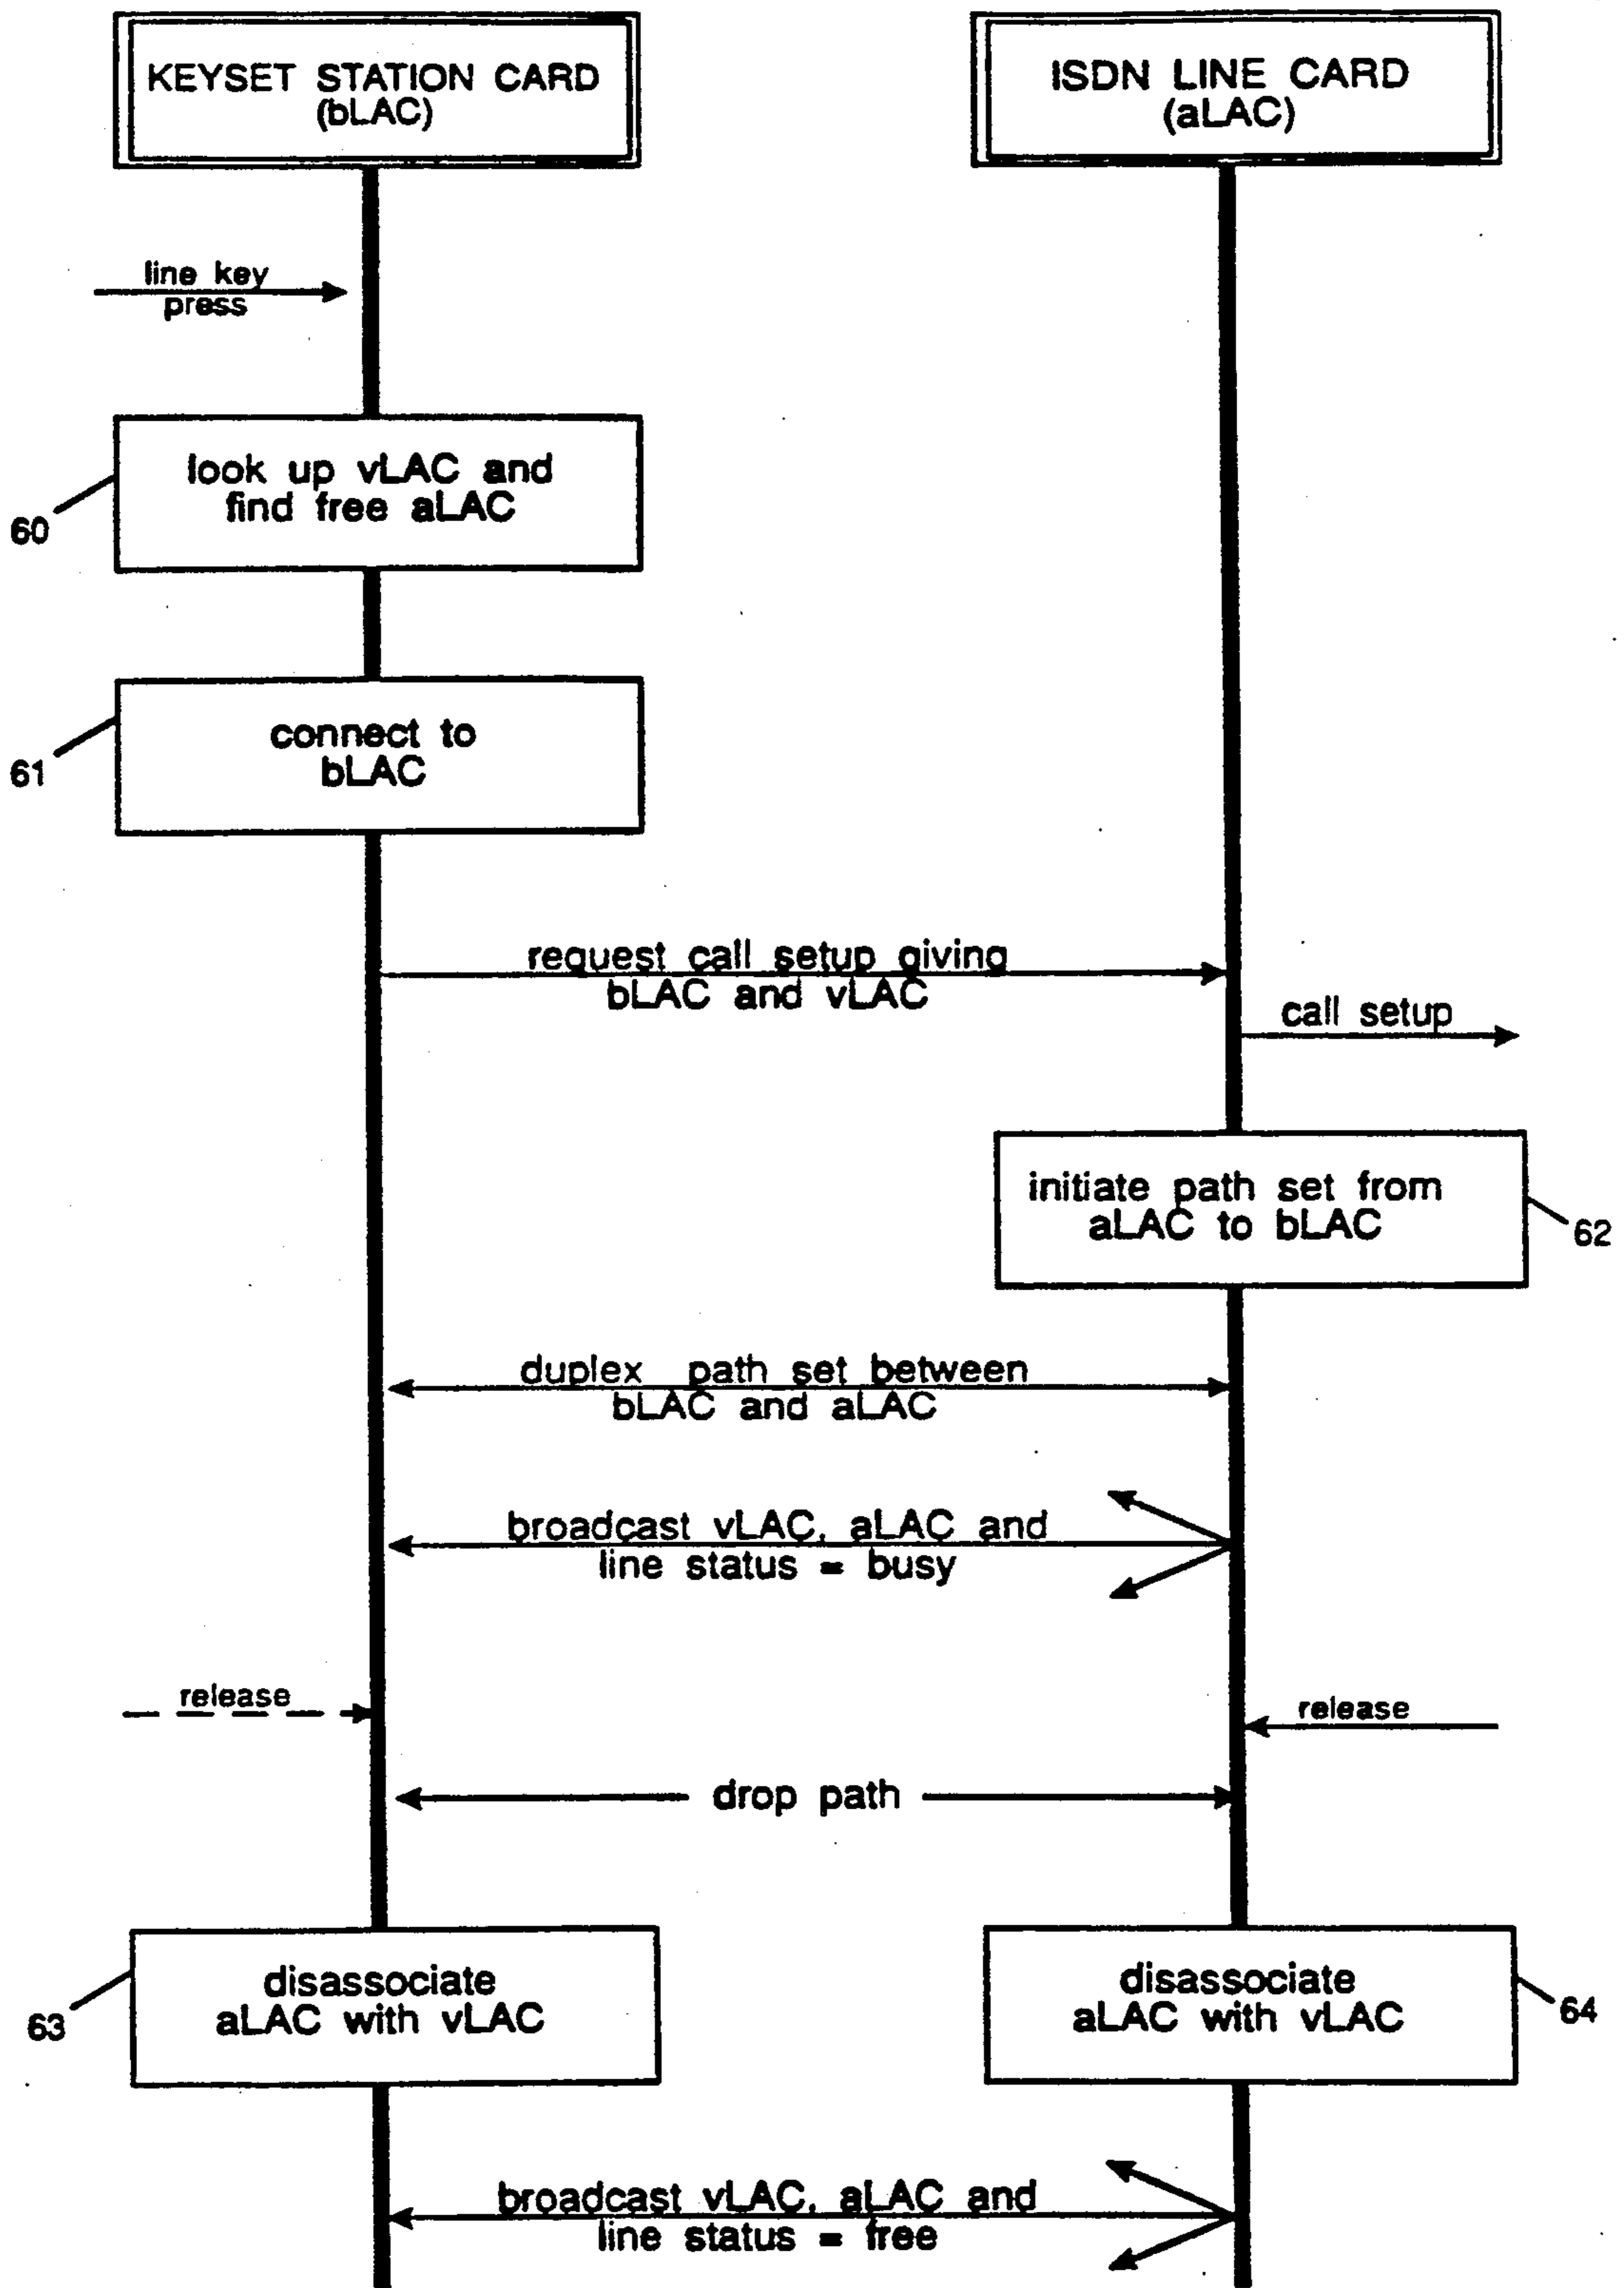 KEYSET STATION CARD
(bLAC)
ISDN LINE CARD
(aLAC)
line key
press
look up vLAC and
find free aLAC
60
connect to
bLAC
61
request call setup giving
bLAC and vLAC
call setup
initiate path set from
aLAC to bLAC
62
duplex path set between
bLAC and aLAC
broadcast vLAC, aLAC and
line status = busy
release
release
drop path
disassociate
aLAC with vLAC
63
disassociate
aLAC with vLAC
64
broadcast vLAC, aLAC and
line status = free